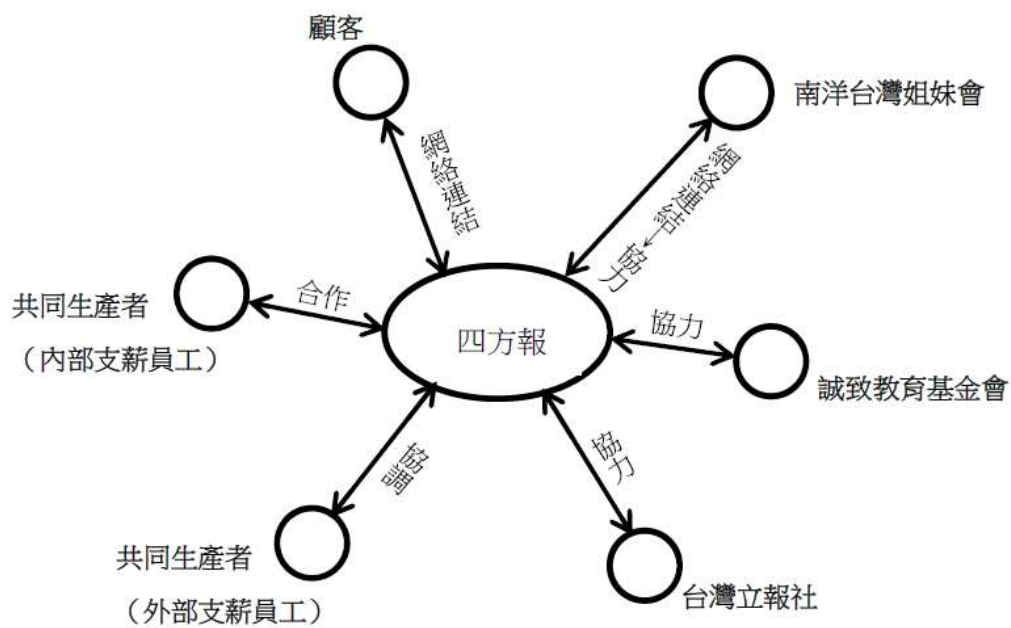 顧客
南洋台灣姐妹會
網絡連結
網絡連結→協力
共同生產者
（內部支薪員工）
合作
四方報
協力
誠致教育基金會
協調
協力
共同生產者
（外部支薪員工）
台灣立報社